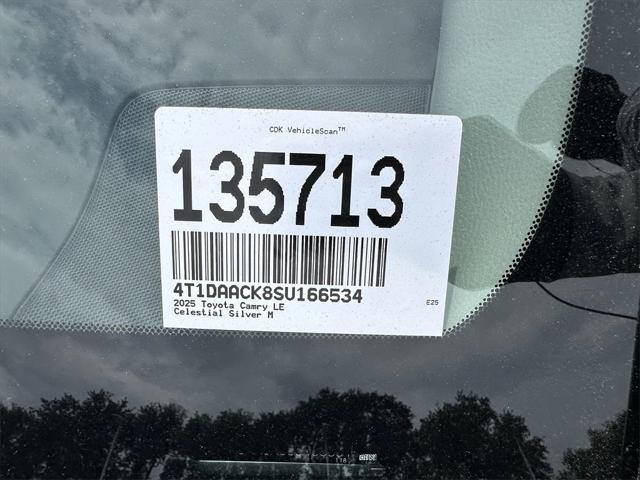 CDK VehicleScan™
135713
4T1DAACK8SU166534
2025 Toyota Camry LE
Celestial Silver M
E25